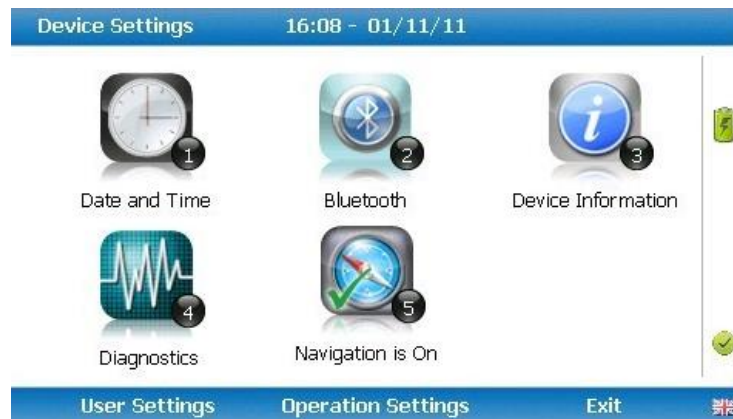 Device Settings 16:08 - 01/11/11
1 2 3
Date and Time Bluetooth Device Information
4 5
Diagnostics Navigation is On
User Settings Operation Settings Exit